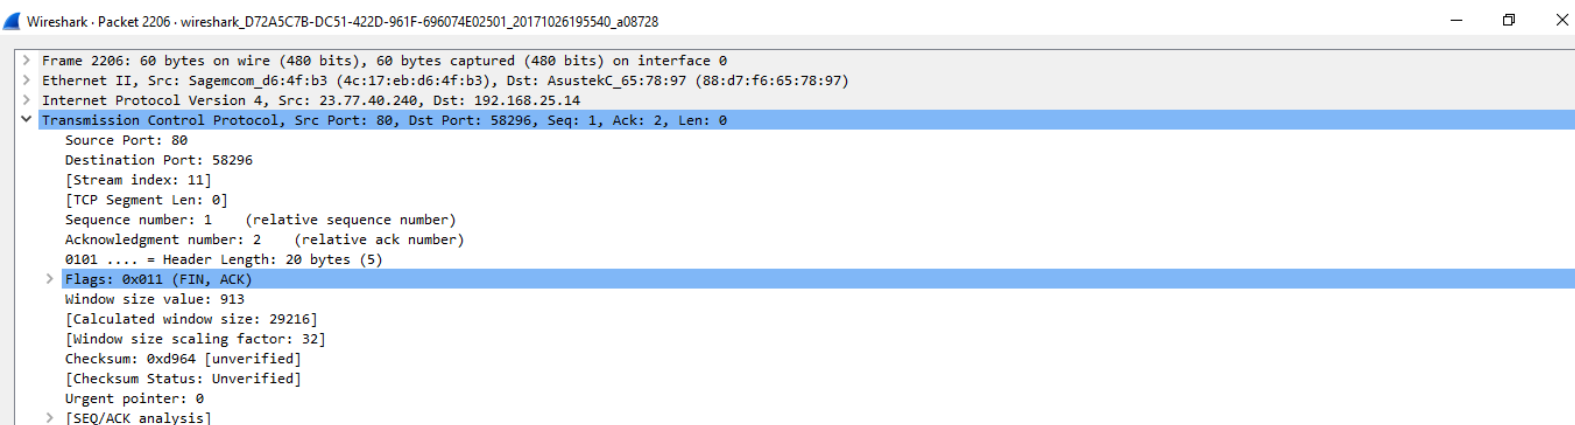 Wireshark · Packet 2206 · wireshark_D72A5C7B-DC51-422D-961F-696074E02501_20171026195540_a08728
Frame 2206: 60 bytes on wire (480 bits), 60 bytes captured (480 bits) on interface 0
Ethernet II, Src: Sagemcom_d6:4f:b3 (4c:17:eb:d6:4f:b3), Dst: AsustekC_65:78:97 (88:d7:f6:65:78:97)
Internet Protocol Version 4, Src: 23.77.40.240, Dst: 192.168.25.14
Transmission Control Protocol, Src Port: 80, Dst Port: 58296, Seq: 1, Ack: 2, Len: 0
Source Port: 80
Destination Port: 58296
[Stream index: 11]
[TCP Segment Len: 0]
Sequence number: 1    (relative sequence number)
Acknowledgment number: 2    (relative ack number)
0101 .... = Header Length: 20 bytes (5)
Flags: 0x011 (FIN, ACK)
Window size value: 913
[Calculated window size: 29216]
[Window size scaling factor: 32]
Checksum: 0xd964 [unverified]
[Checksum Status: Unverified]
Urgent pointer: 0
[SEQ/ACK analysis]